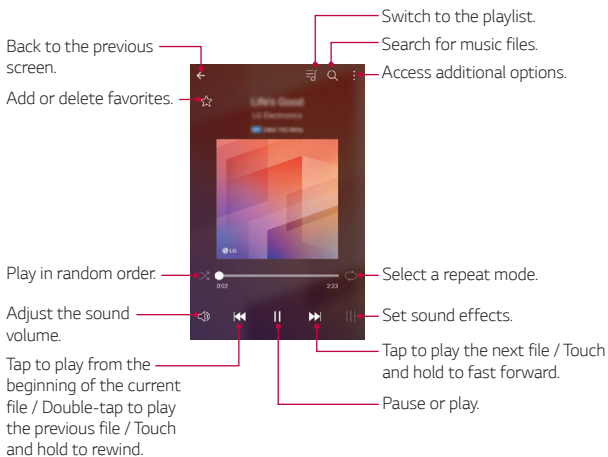 Switch to the playlist.
Search for music files.
Access additional options.
Back to the previous
screen.
Add or delete favorites.
Life's Good
LG Electronics
LG
0:02
2:23
Play in random order.
Select a repeat mode.
Adjust the sound
volume.
Set sound effects.
Tap to play from the
beginning of the current
file / Double-tap to play
the previous file / Touch
and hold to rewind.
Tap to play the next file / Touch
and hold to fast forward.
Pause or play.